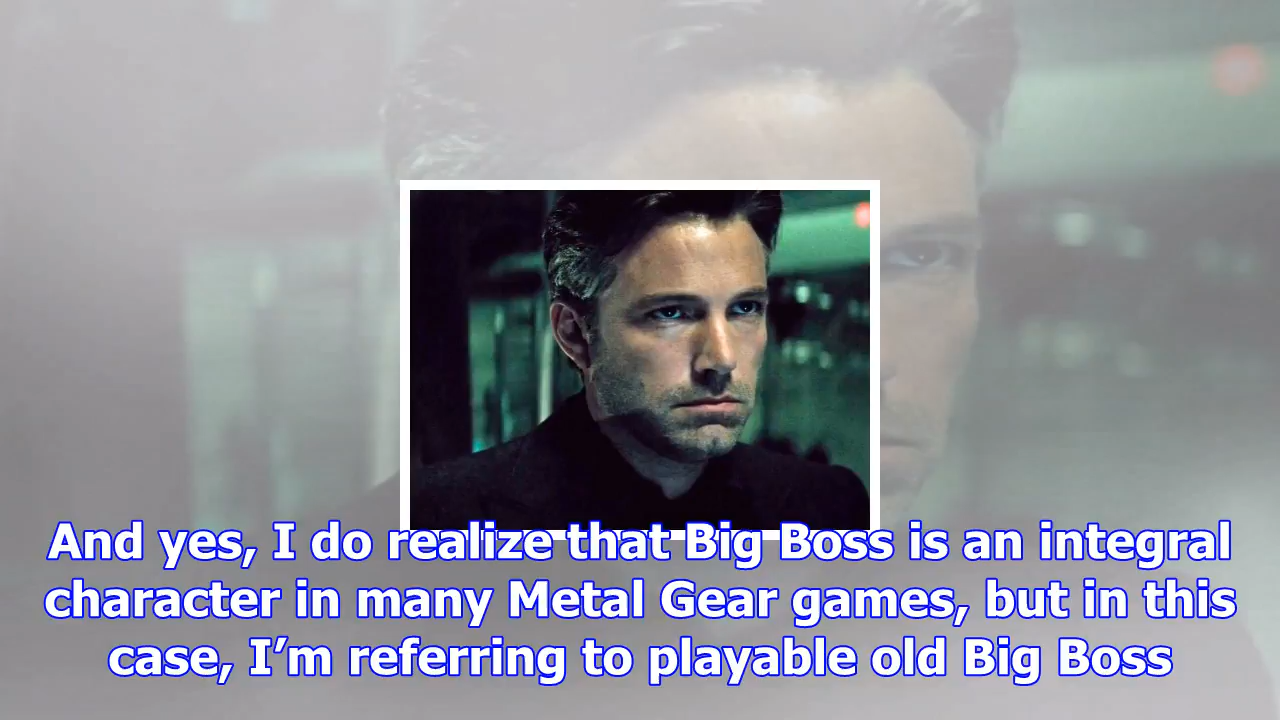 And yes, I do realize that Big Boss is an integral
character in many Metal Gear games, but in this
case, I’m referring to playable old Big Boss